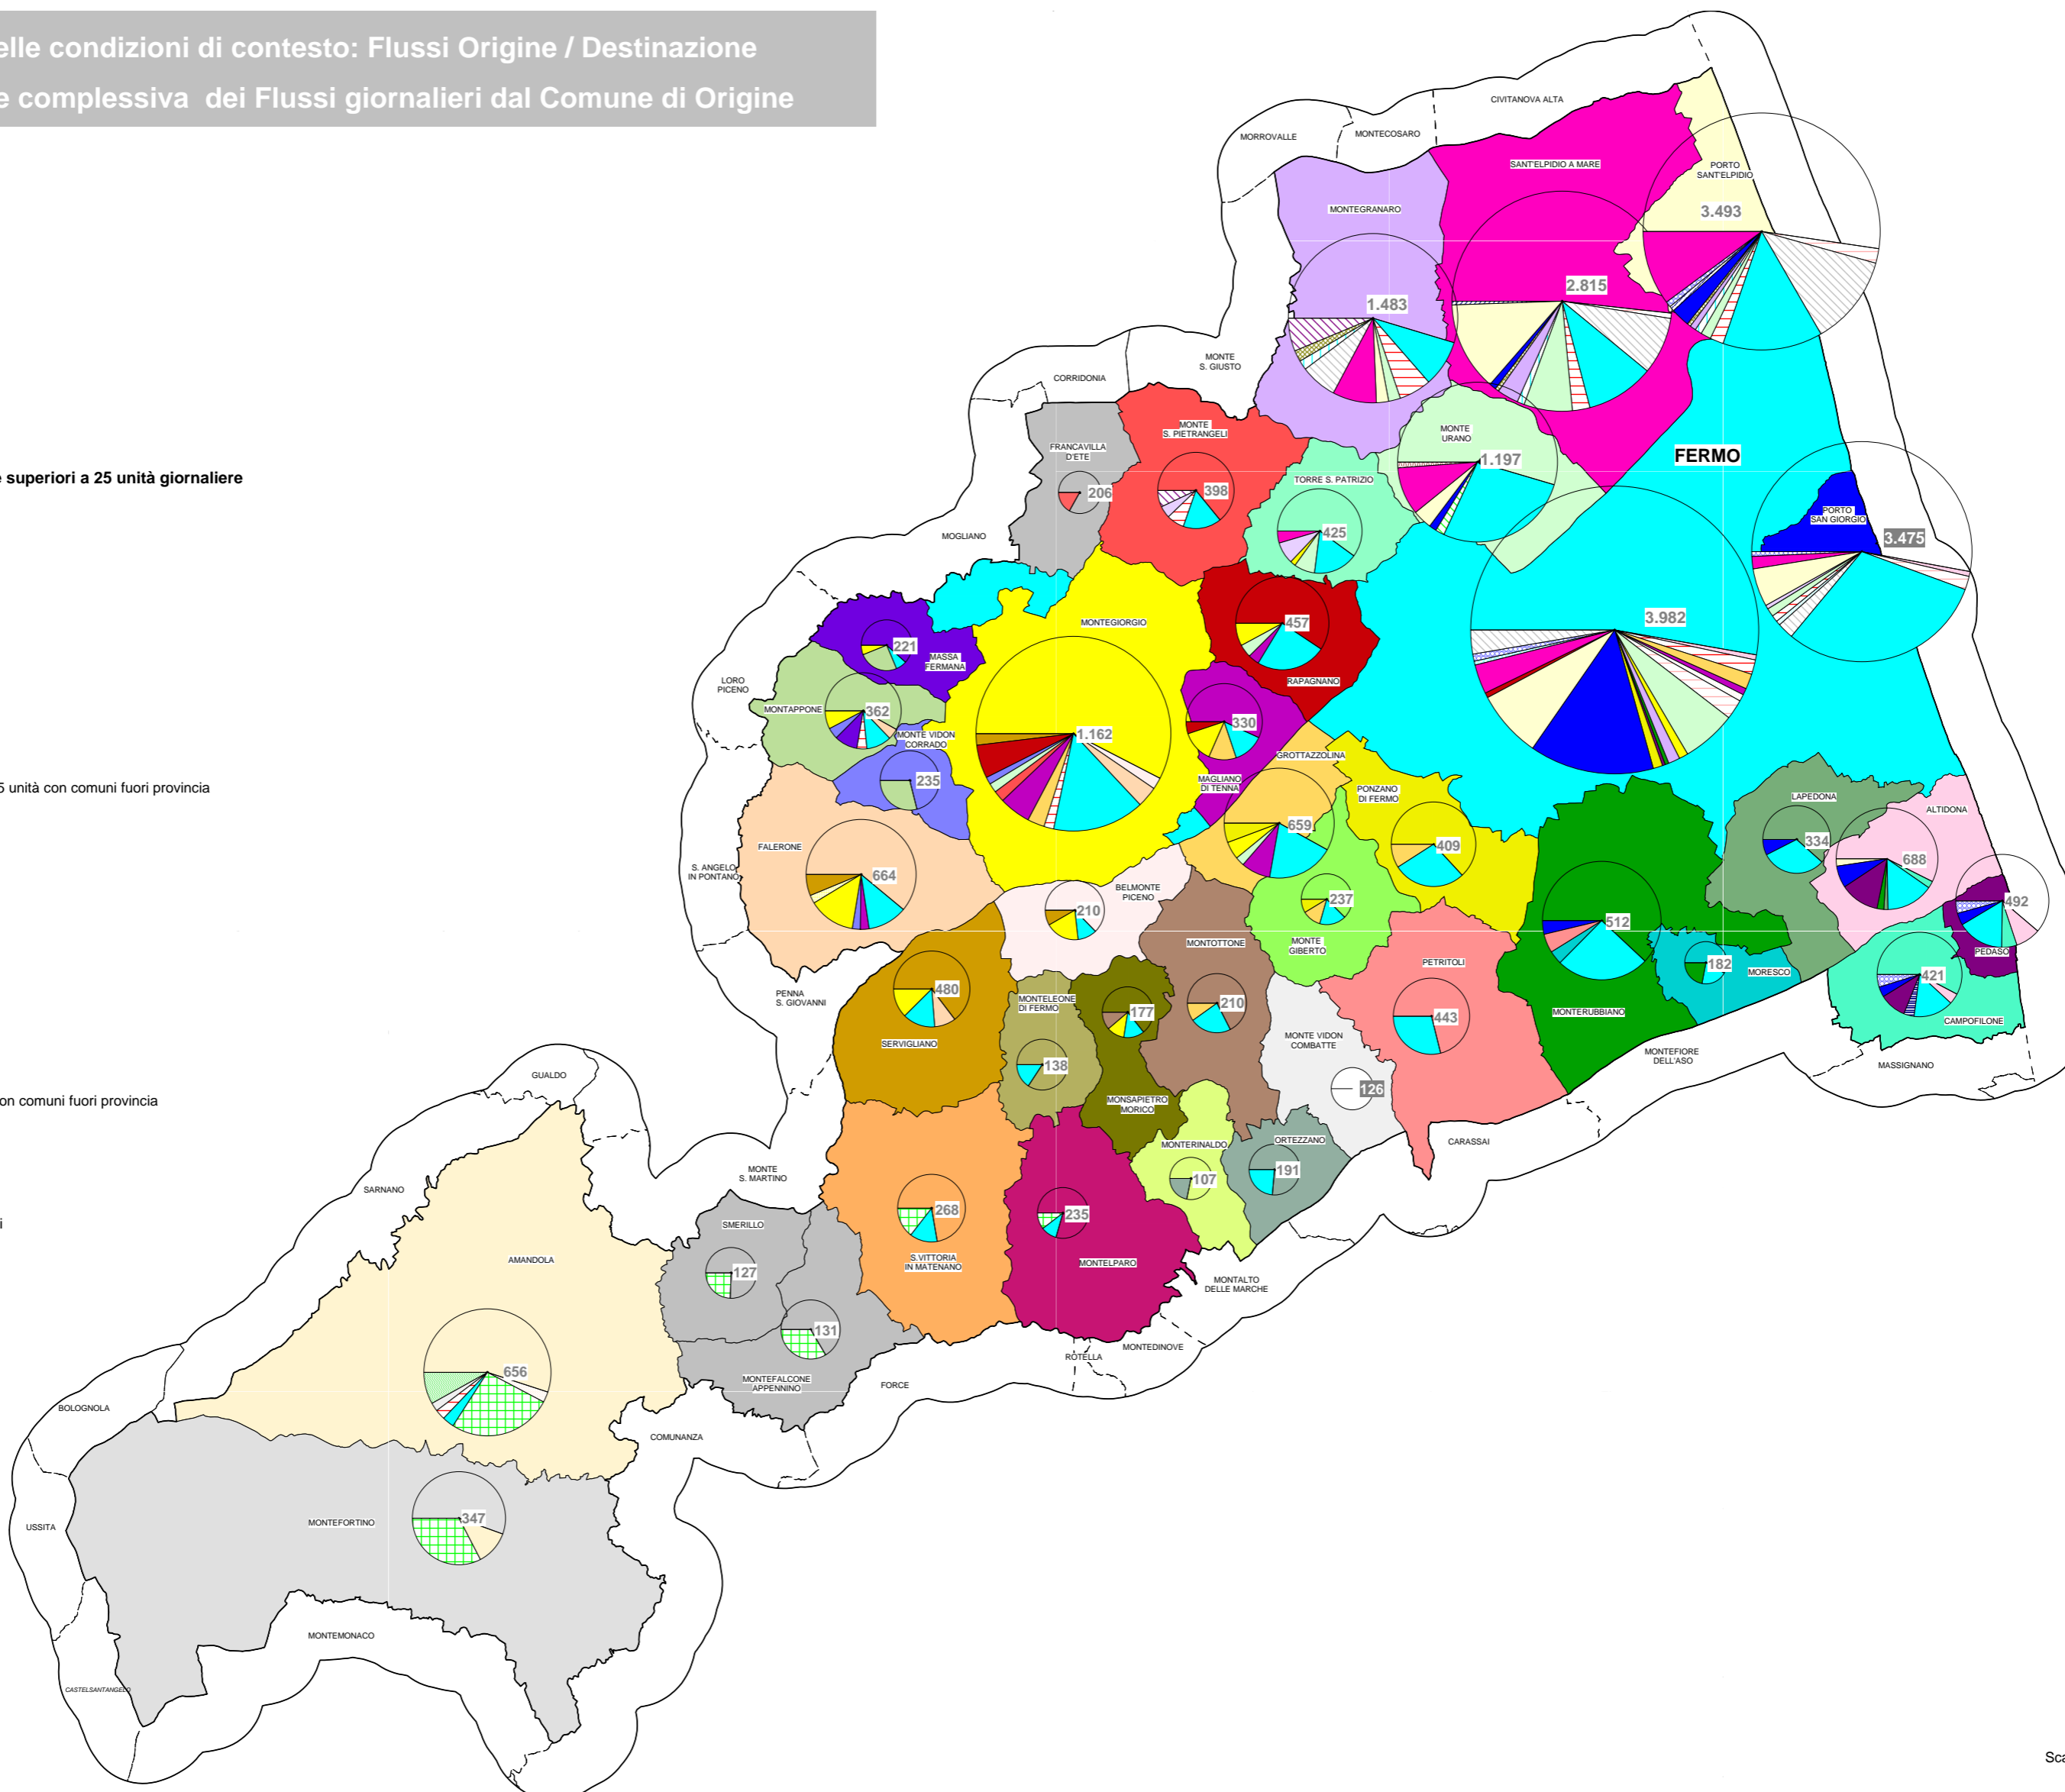 elle condizioni di contesto: Flussi Origine / Destinazione
e complessiva dei Flussi giornalieri dal Comune di Origine
CIVITANOVA ALTA
MONTECOSARO
MORROVALLE
SANT'ELPIDIO A MARE
PORTO
SANT'ELPIDIO
3.493
MONTEGRANARO
2.815
1.483
MONTE
S. GIUSTO
CORRIDONIA
MONTE
S. PIETRANGELI
MONTE
URANO
1.197
FERMO
FRANCAVILLA
D'ETE
206
398
TORRE S. PATRIZIO
425
e superiori a 25 unità giornaliere
PORTO
SAN GIORGIO
3.475
MOGLIANO
MONTEGIORGIO
457
3.982
221
MASSA
FERMANA
RAPAGNANO
LORO
PICENO
MONTAPPONE
362
330
MONTE VIDON
CORRADO
1.162
GROTTAZZOLINA
235
MAGLIANO
DI TENNA
PONZANO
DI FERMO
5 unità con comuni fuori provincia
LAPEDONA
ALTIDONA
659
409
334
FALERONE
S. ANGELO
IN PONTANO
664
688
BELMONTE
PICENO
210
237
512
492
MONTOTTONE
MONTE
GIBERTO
PETRITOLI
182
MORESCO
PEDASO
PENNA
S. GIOVANNI
480
MONTELEONE
DI FERMO
177
210
421
SERVIGLIANO
MONTERUBBIANO
CAMPOFILONE
443
MONTE VIDON
COMBATTE
138
126
MONTEFIORE
DELL'ASO
MASSIGNANO
GUALDO
MONSAPIETRO
MORICO
on comuni fuori provincia
MONTERINALDO
ORTEZZANO
CARASSAI
MONTE
S. MARTINO
107
191
SARNANO
SMERILLO
268
235
i
AMANDOLA
S.VITTORIA
IN MATENANO
MONTELPARO
127
MONTALTO
DELLE MARCHE
131
MONTEDINOVE
ROTELLA
656
MONTEFALCONE
APPENNINO
FORCE
BOLOGNOLA
COMUNANZA
347
MONTEFORTINO
USSITA
MONTEMONACO
CASTELSANTANGELO
Sca